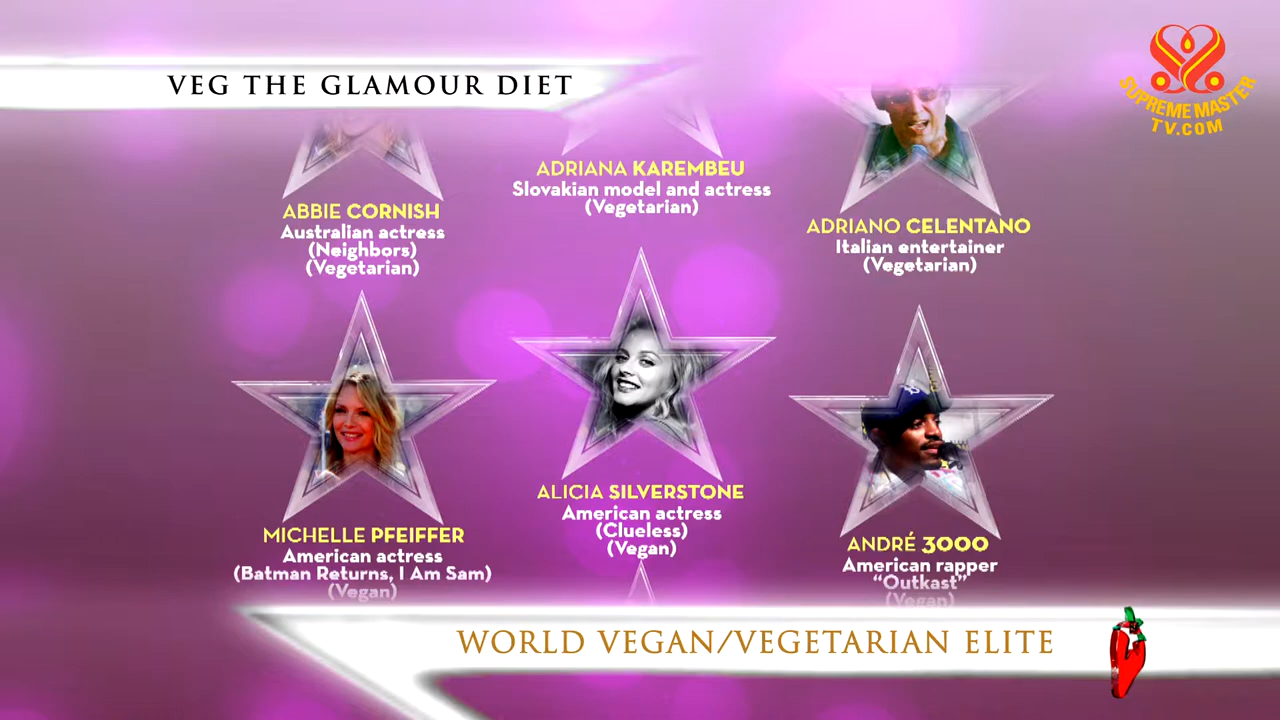 VEG THE GLAMOUR DIET
SUPREME MASTER
TV.COM
ABBIE CORNISH
Australian actress
(Neighbors)
(Vegetarian)
ADRIANA KAREMBEU
Slovakian model and actress
(Vegetarian)
ADRIANO CELENTANO
Italian entertainer
(Vegetarian)
MICHELLE PFEIFFER
American actress
(Batman Returns, I Am Sam)
(Vegan)
ALICIA SILVERSTONE
American actress
(Clueless)
(Vegan)
ANDRÉ 3000
American rapper
“Outkast”
(Vegan)
WORLD VEGAN/VEGETARIAN ELITE